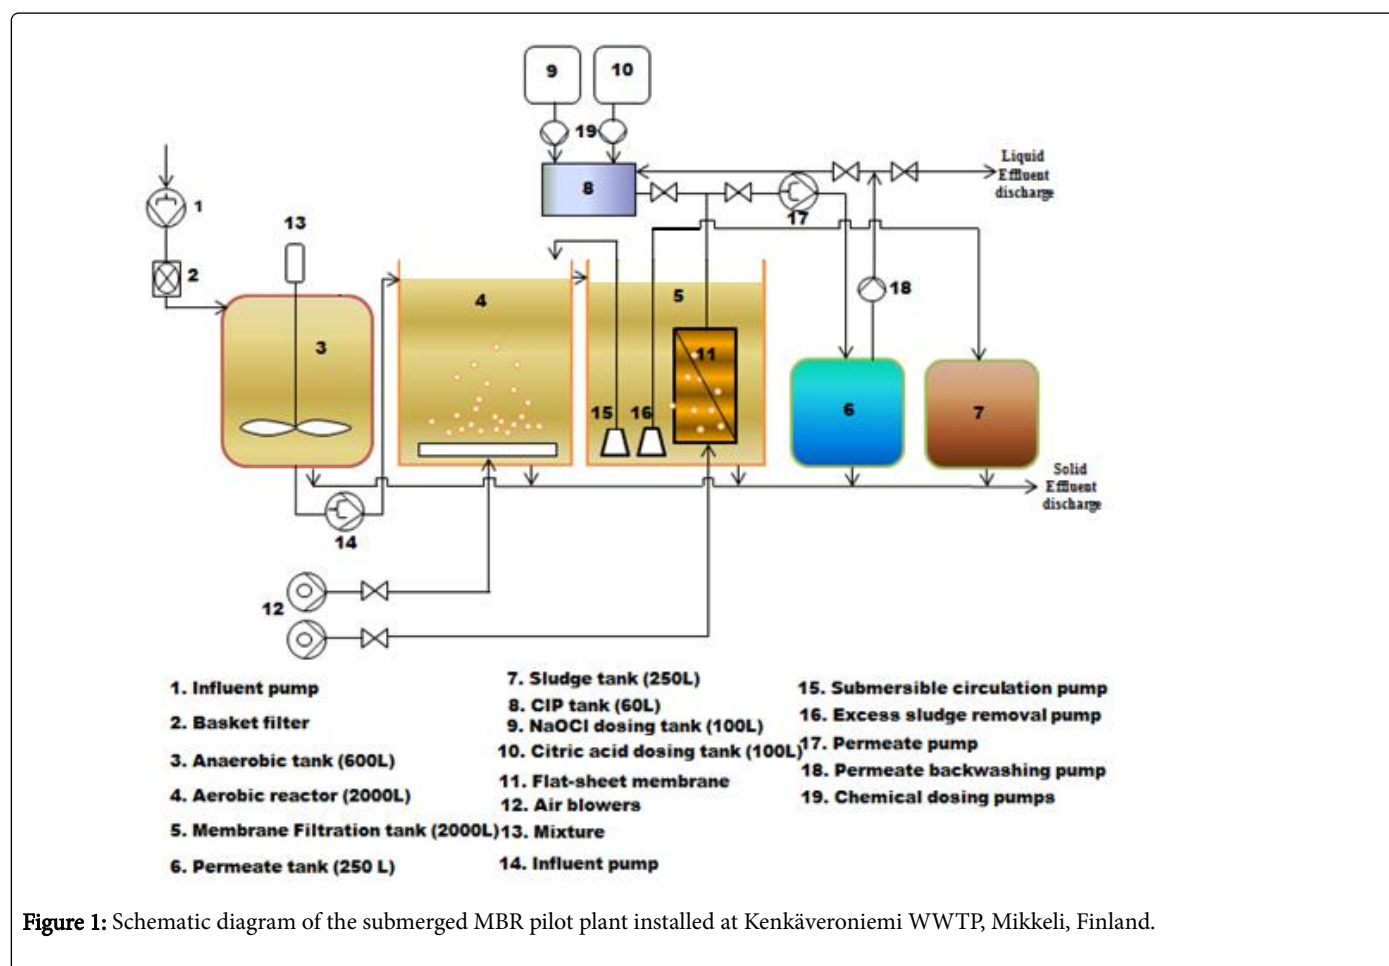 9
10
19
Liquid
Effluent
discharge
8
1
17
13
2
4
5
18
3
11
15
16
6
7
Solid
Effluent
discharge
14
12
1. Influent pump
2. Basket filter
3. Anaerobic tank (600L)
4. Aerobic reactor (2000L)
5. Membrane Filtration tank (2000L)
6. Permeate tank (250 L)
7. Sludge tank (250L)
8. CIP tank (60L)
9. NaOCl dosing tank (100L)
10. Citric acid dosing tank (100L)
11. Flat-sheet membrane
12. Air blowers
13. Mixture
14. Influent pump
15. Submersible circulation pump
16. Excess sludge removal pump
17. Permeate pump
18. Permeate backwashing pump
19. Chemical dosing pumps
Figure 1: Schematic diagram of the submerged MBR pilot plant installed at Kenkäveroniemi WWTP, Mikkeli, Finland.